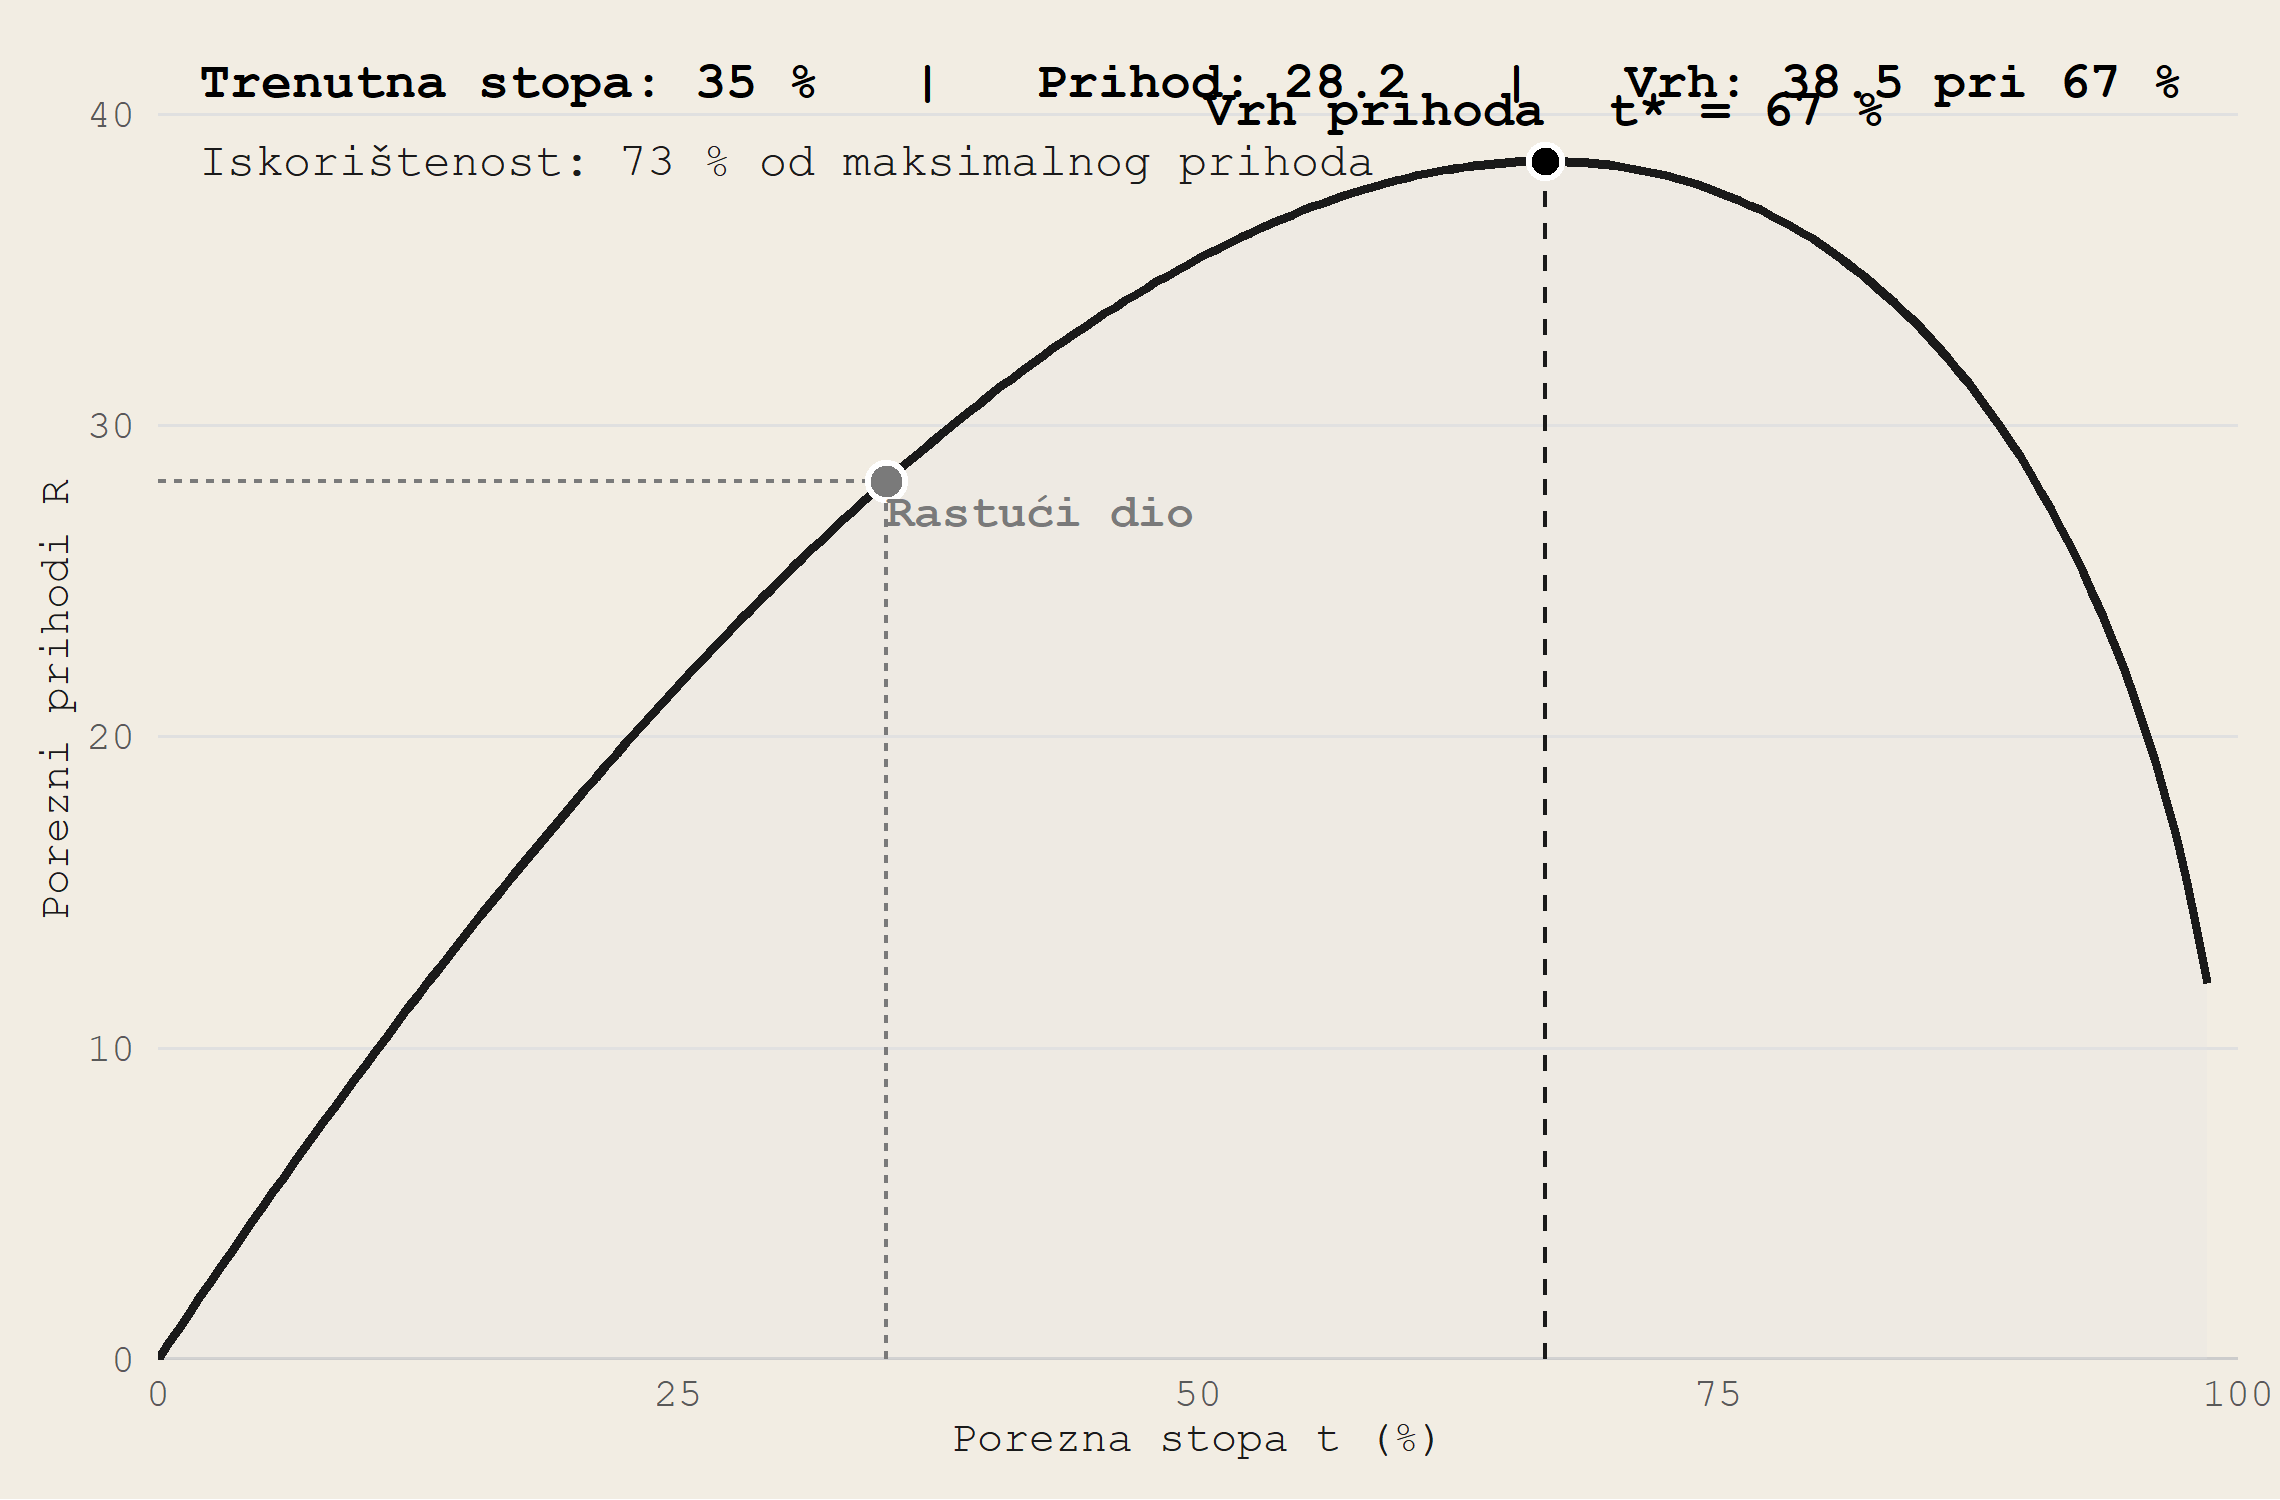 Trenutna stopa: 35 % | Prihod: 28.2 | Vrh: 38.5 pri 67 %
Vrh prihoda t* = 67 %
Iskorištenost: 73 % od maksimalnog prihoda
40
30
20
10
0
Porezni prihodi R
Rastući dio
0 25 50 75 100
Porezna stopa t (%)